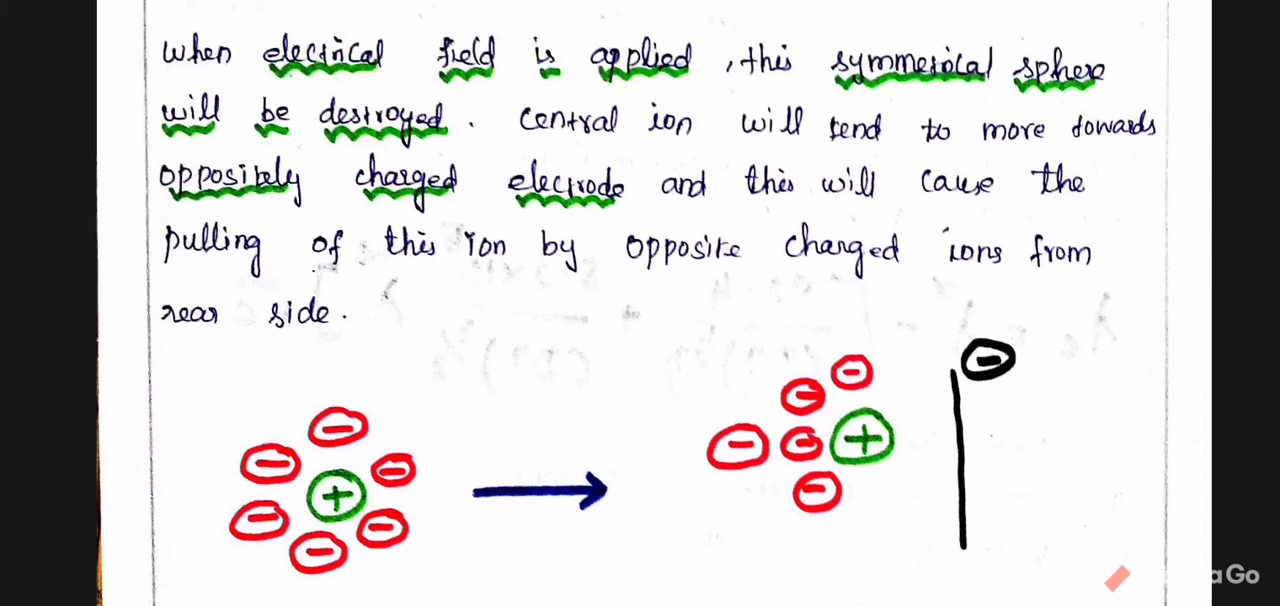 When electrical field is applied, this symmetrical sphere
will be destroyed. Central ion will tend to move towards
oppositely charged electrode and this will cause the
pulling of this ion by opposite charged ions from
rear side.
− − − − − − +
− − − − − +
−
Go